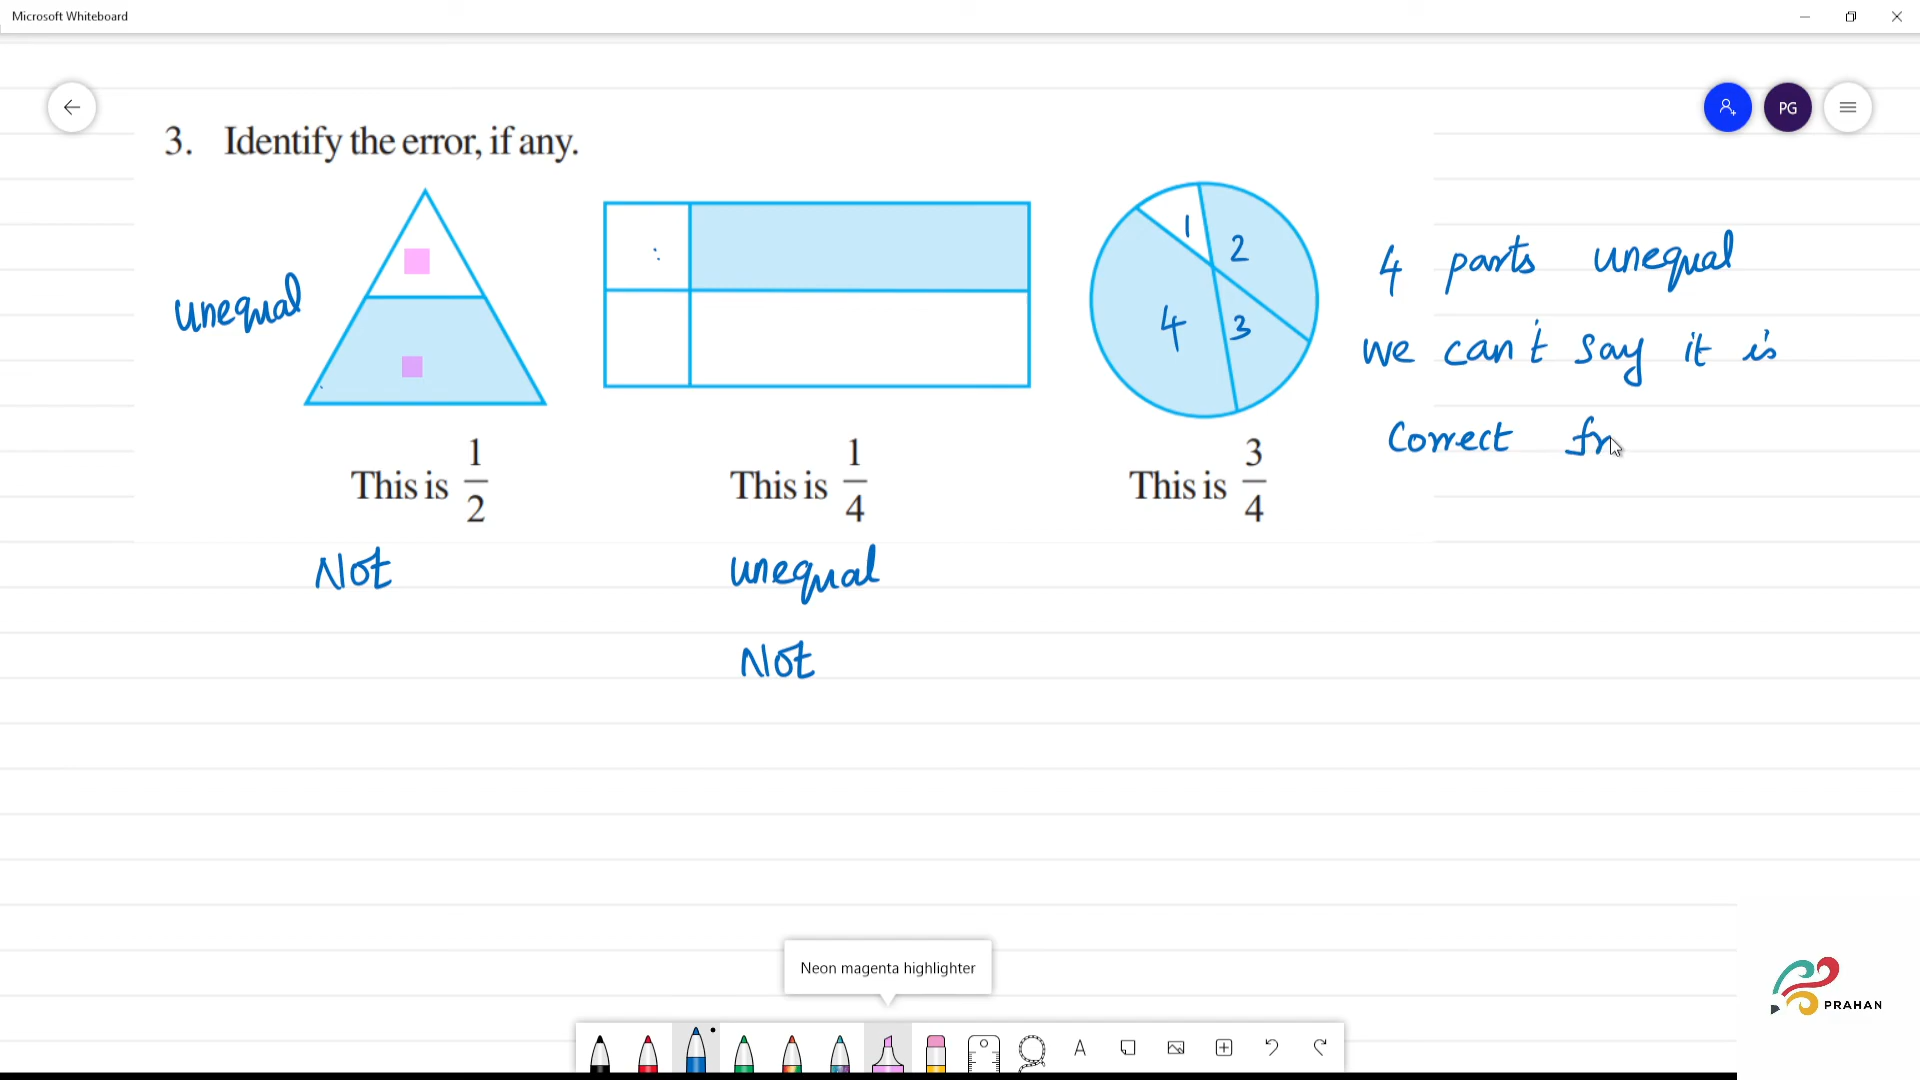 Microsoft Whiteboard
PG
3. Identify the error, if any.
unequal
1
2
3
4
4 parts unequal
we can't say it is
correct fr
This is 1/2
This is 1/4
This is 3/4
Not
unequal
Not
Neon magenta highlighter
PRAHAN
A